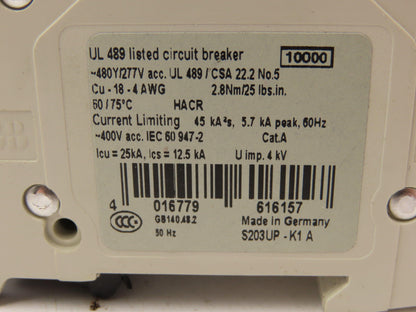 UL 489 listed circuit breaker 10000
~480Y/277V acc. UL 489 / CSA 22.2 No.5
Cu - 18 - 4 AWG 2.8Nm/25 lbs.in.
60 / 75°C HACR
Current Limiting 45 kA²s, 5.7 kA peak, 60Hz
~400V acc. IEC 60 947-2 Cat.A
Icu = 25kA, Ics = 12.5 kA U imp. 4 kV
4 016779 616157
CCC GB140.48.2 Made in Germany
50 Hz S203UP - K1 A